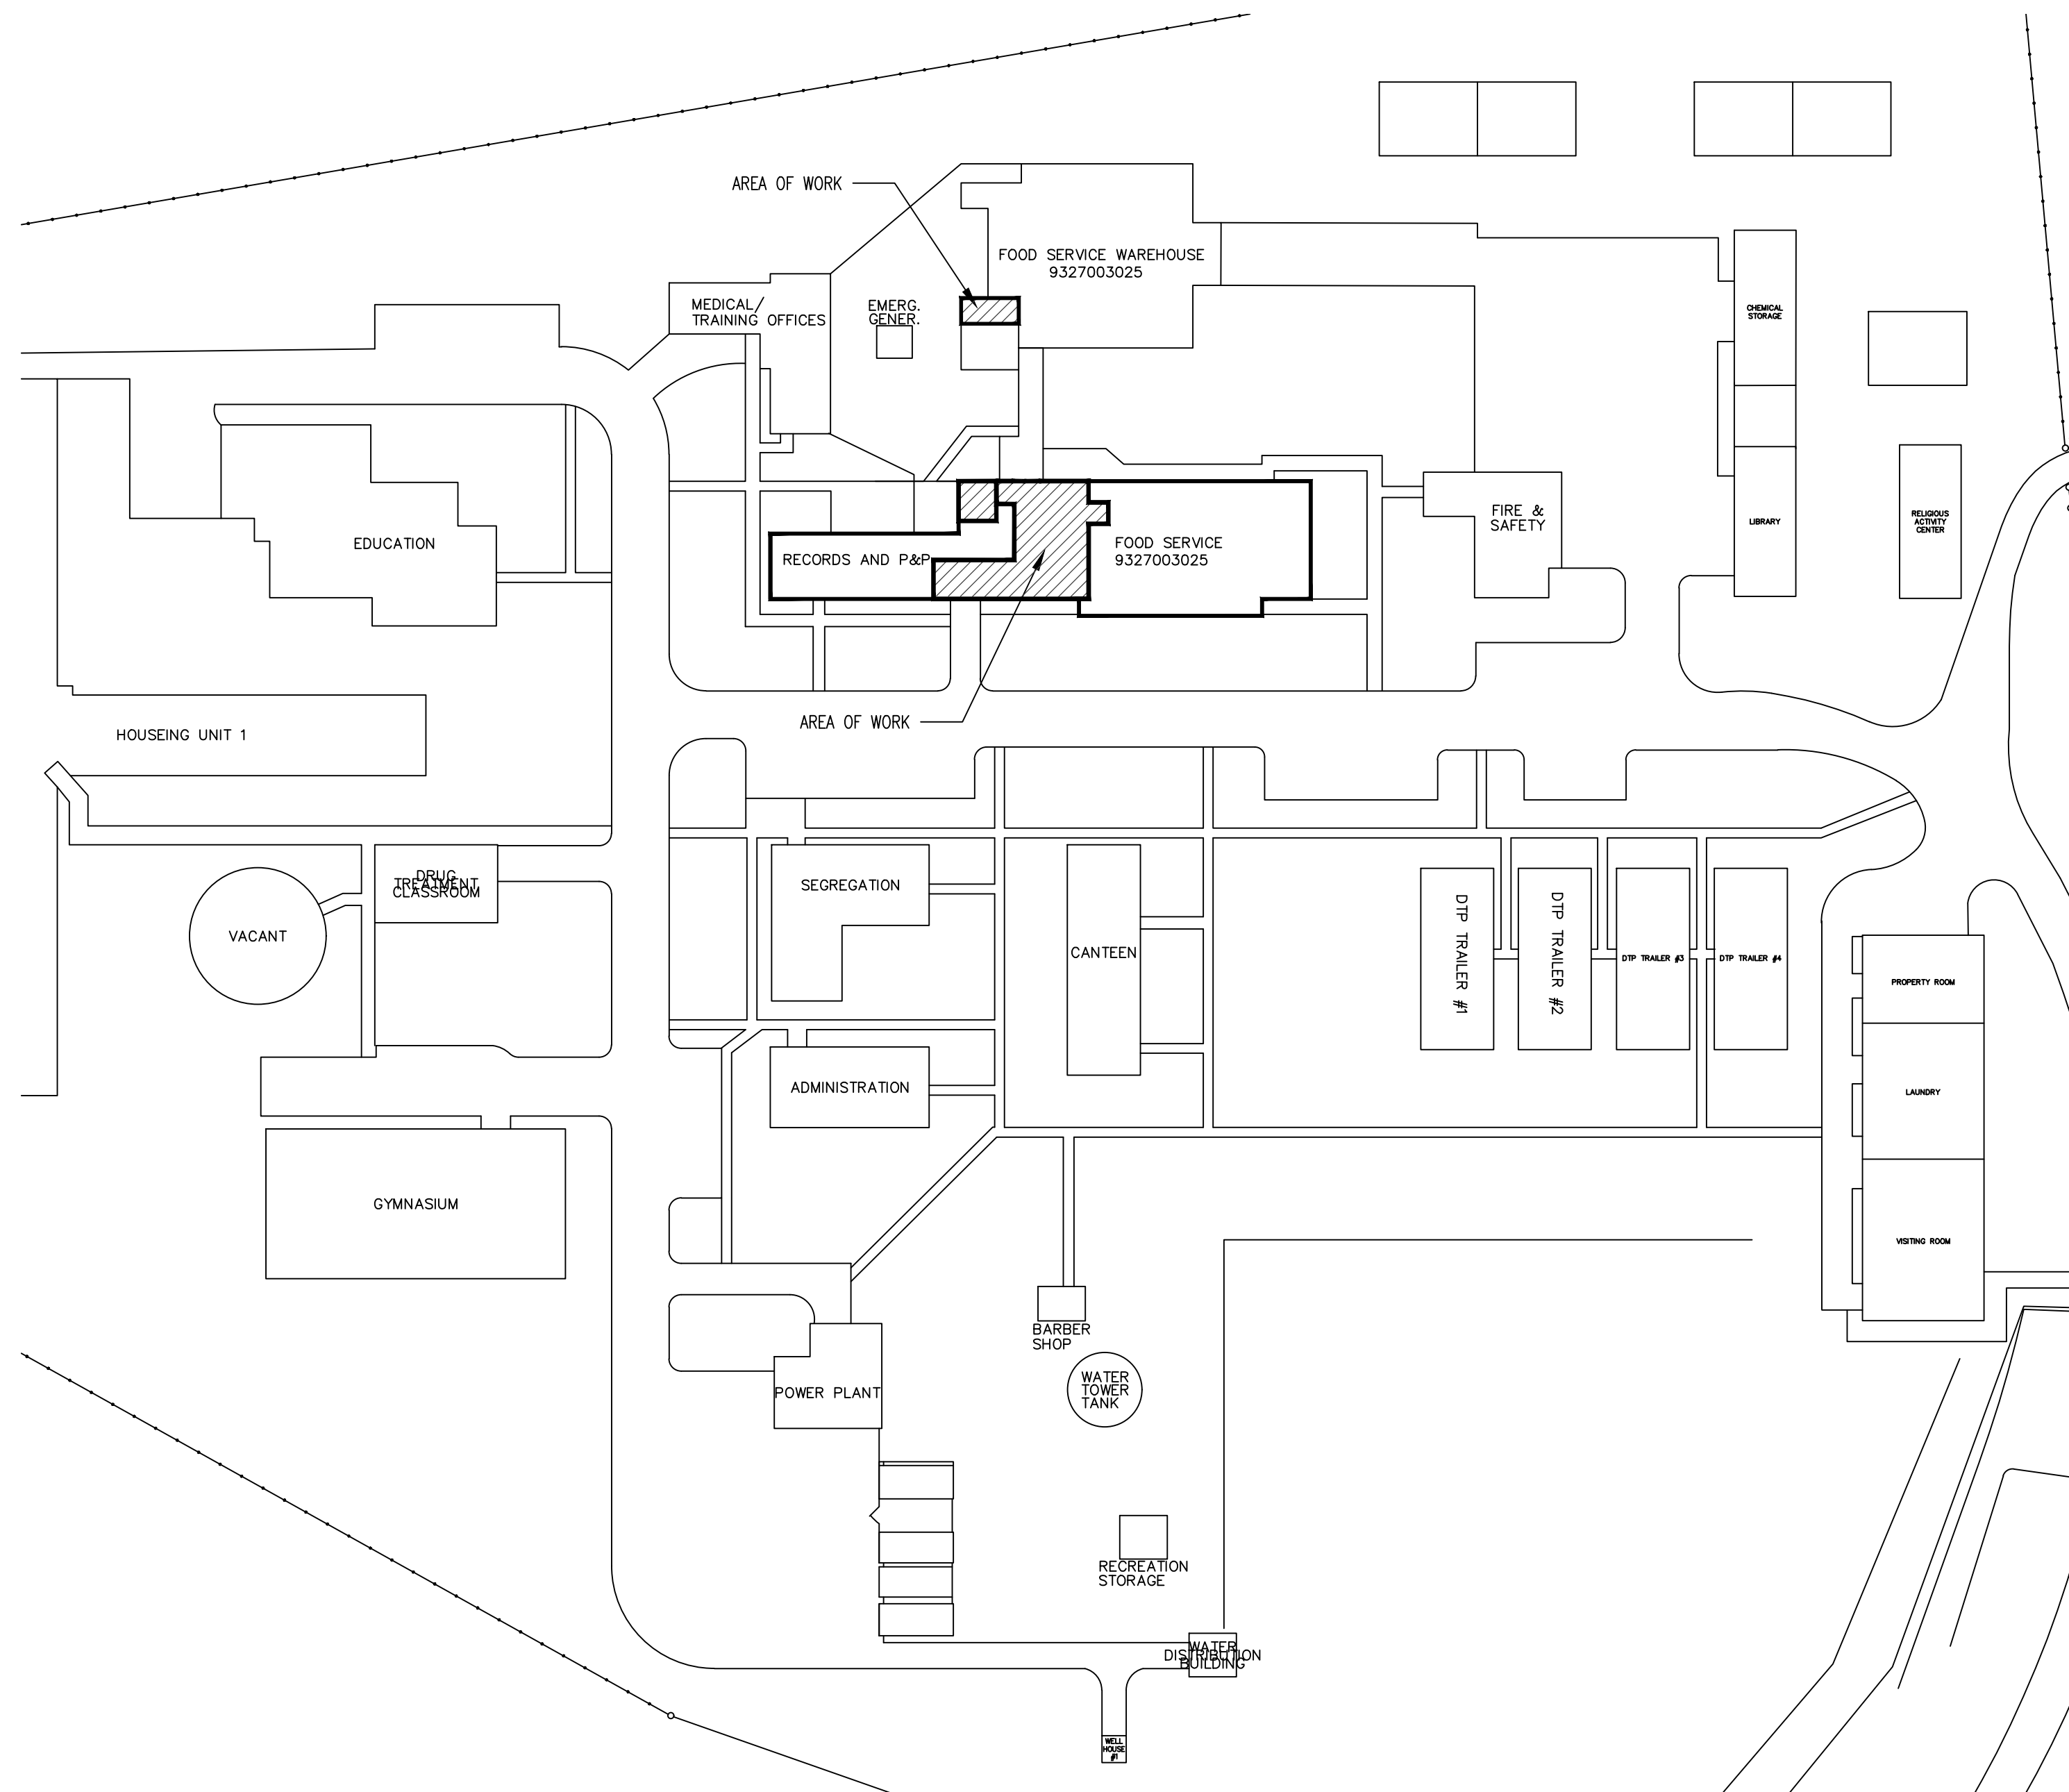 AREA OF WORK
FOOD SERVICE WAREHOUSE
9327003025
MEDICAL/
TRAINING OFFICES
EMERG.
GENER.
CHEMICAL
STORAGE
EDUCATION
RECORDS AND P&P
FOOD SERVICE
9327003025
FIRE &
SAFETY
LIBRARY
RELIGIOUS
ACTIVITY
CENTER
AREA OF WORK
HOUSEING UNIT 1
DRUG
TREATMENT
CLASSROOM
VACANT
SEGREGATION
CANTEEN
DTP TRAILER #1
DTP TRAILER #2
DTP TRAILER #3
DTP TRAILER #4
PROPERTY ROOM
ADMINISTRATION
LAUNDRY
GYMNASIUM
VISITING ROOM
BARBER
SHOP
POWER PLANT
WATER
TOWER
TANK
RECREATION
STORAGE
WATER
DISTRIBUTION
BUILDING
WELL
HOUSE
#1